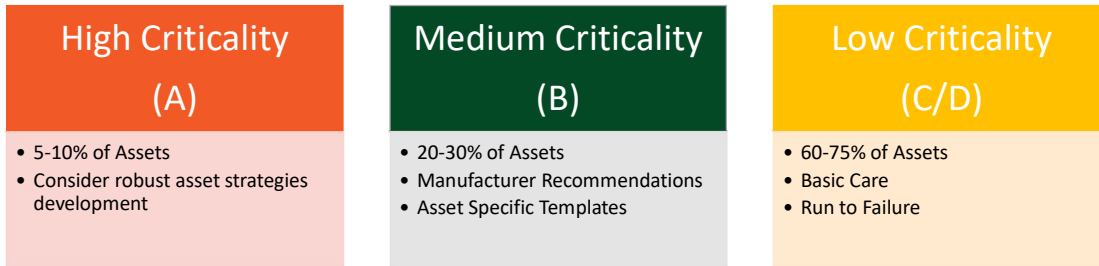 High Criticality
(A)
• 5-10% of Assets
• Consider robust asset strategies
development
Medium Criticality
(B)
• 20-30% of Assets
• Manufacturer Recommendations
• Asset Specific Templates
Low Criticality
(C/D)
• 60-75% of Assets
• Basic Care
• Run to Failure